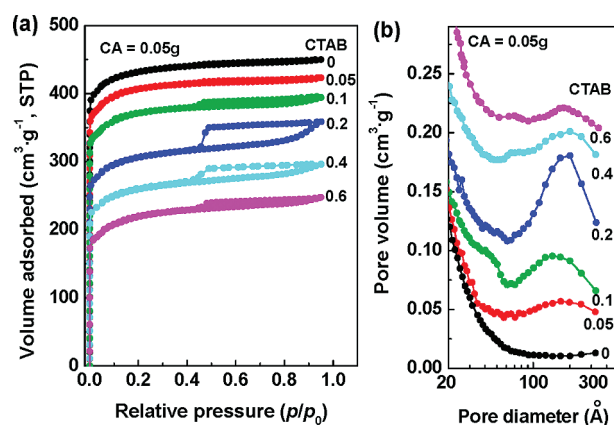 (a)
500
400
300
200
100
0
Volume adsorbed (cm³·g⁻¹, STP)
CA = 0.05g
CTAB
0
0.05
0.1
0.2
0.4
0.6
0.0 0.2 0.4 0.6 0.8 1.0
Relative pressure (p/p₀)
(b)
0.25
0.20
0.15
0.10
0.05
0.00
Pore volume (cm³·g⁻¹)
CA = 0.05g
CTAB
0.6
0.4
0.2
0.1
0.05
0
20 100 300
Pore diameter (Å)